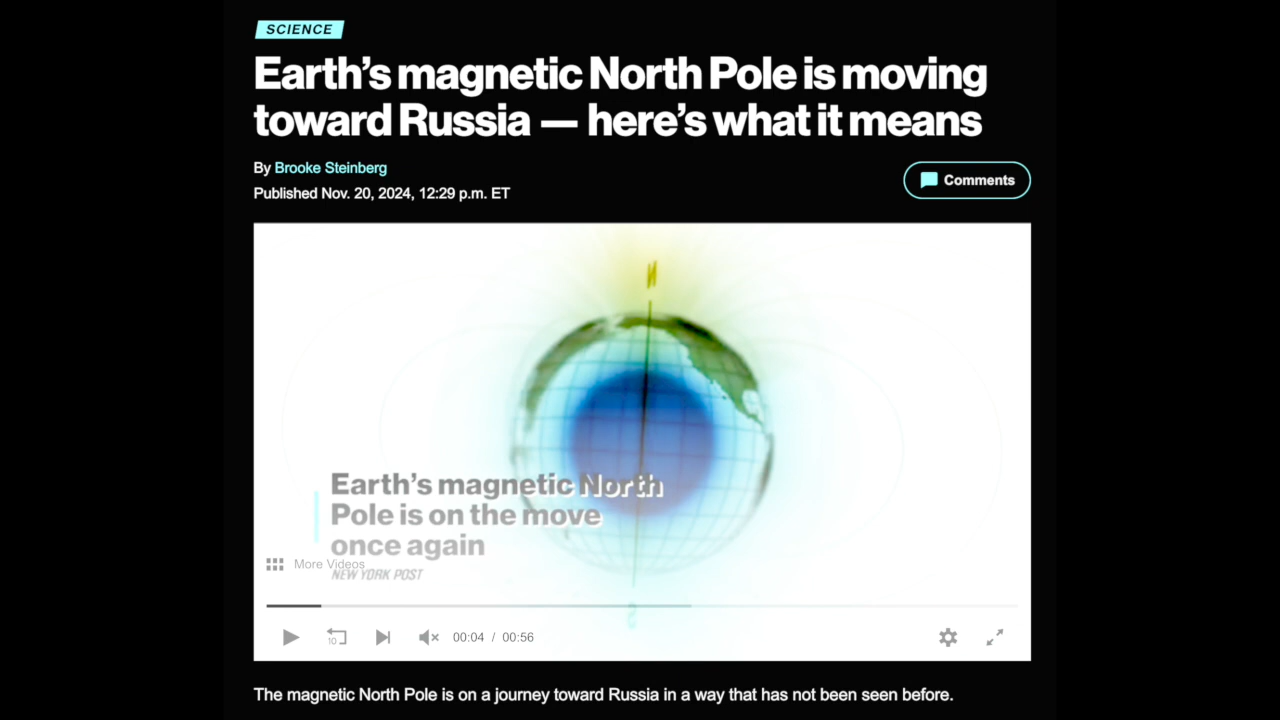 SCIENCE
Earth's magnetic North Pole is moving
toward Russia — here's what it means
By Brooke Steinberg
Published Nov. 20, 2024, 12:29 p.m. ET
Comments
N
Earth's magnetic North
Pole is on the move
once again
More Videos
NEW YORK POST
S
10
00:04 / 00:56
The magnetic North Pole is on a journey toward Russia in a way that has not been seen before.